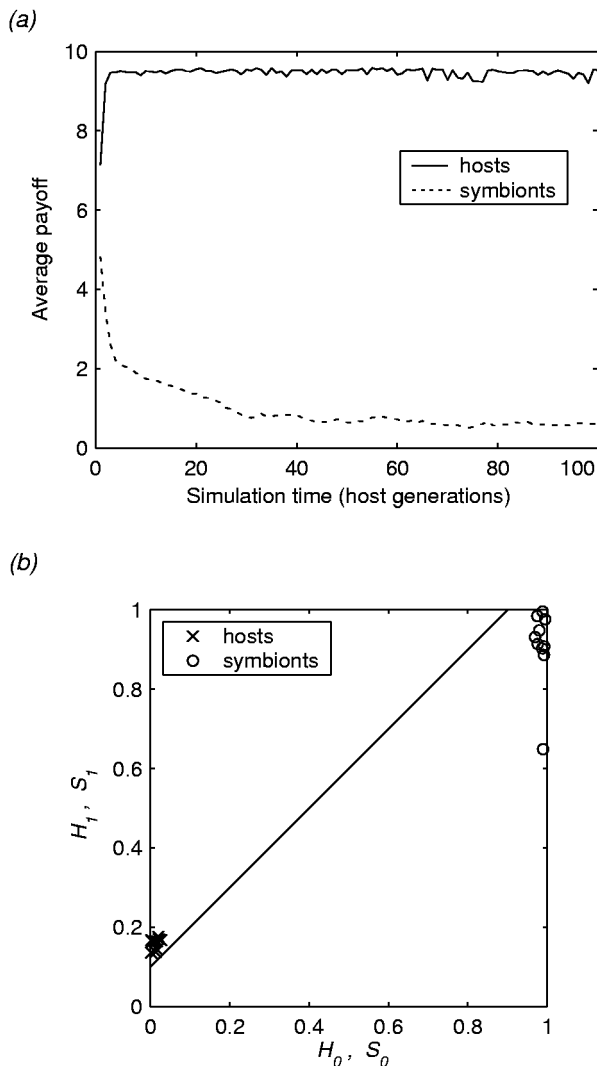 (a)
10
8
6
4
2
0
Average payoff
hosts
symbionts
0 20 40 60 80 100
Simulation time (host generations)
(b)
1
0.8
0.6
0.4
0.2
0
H1 , S1
hosts
symbionts
0 0.2 0.4 0.6 0.8 1
H0 , S0